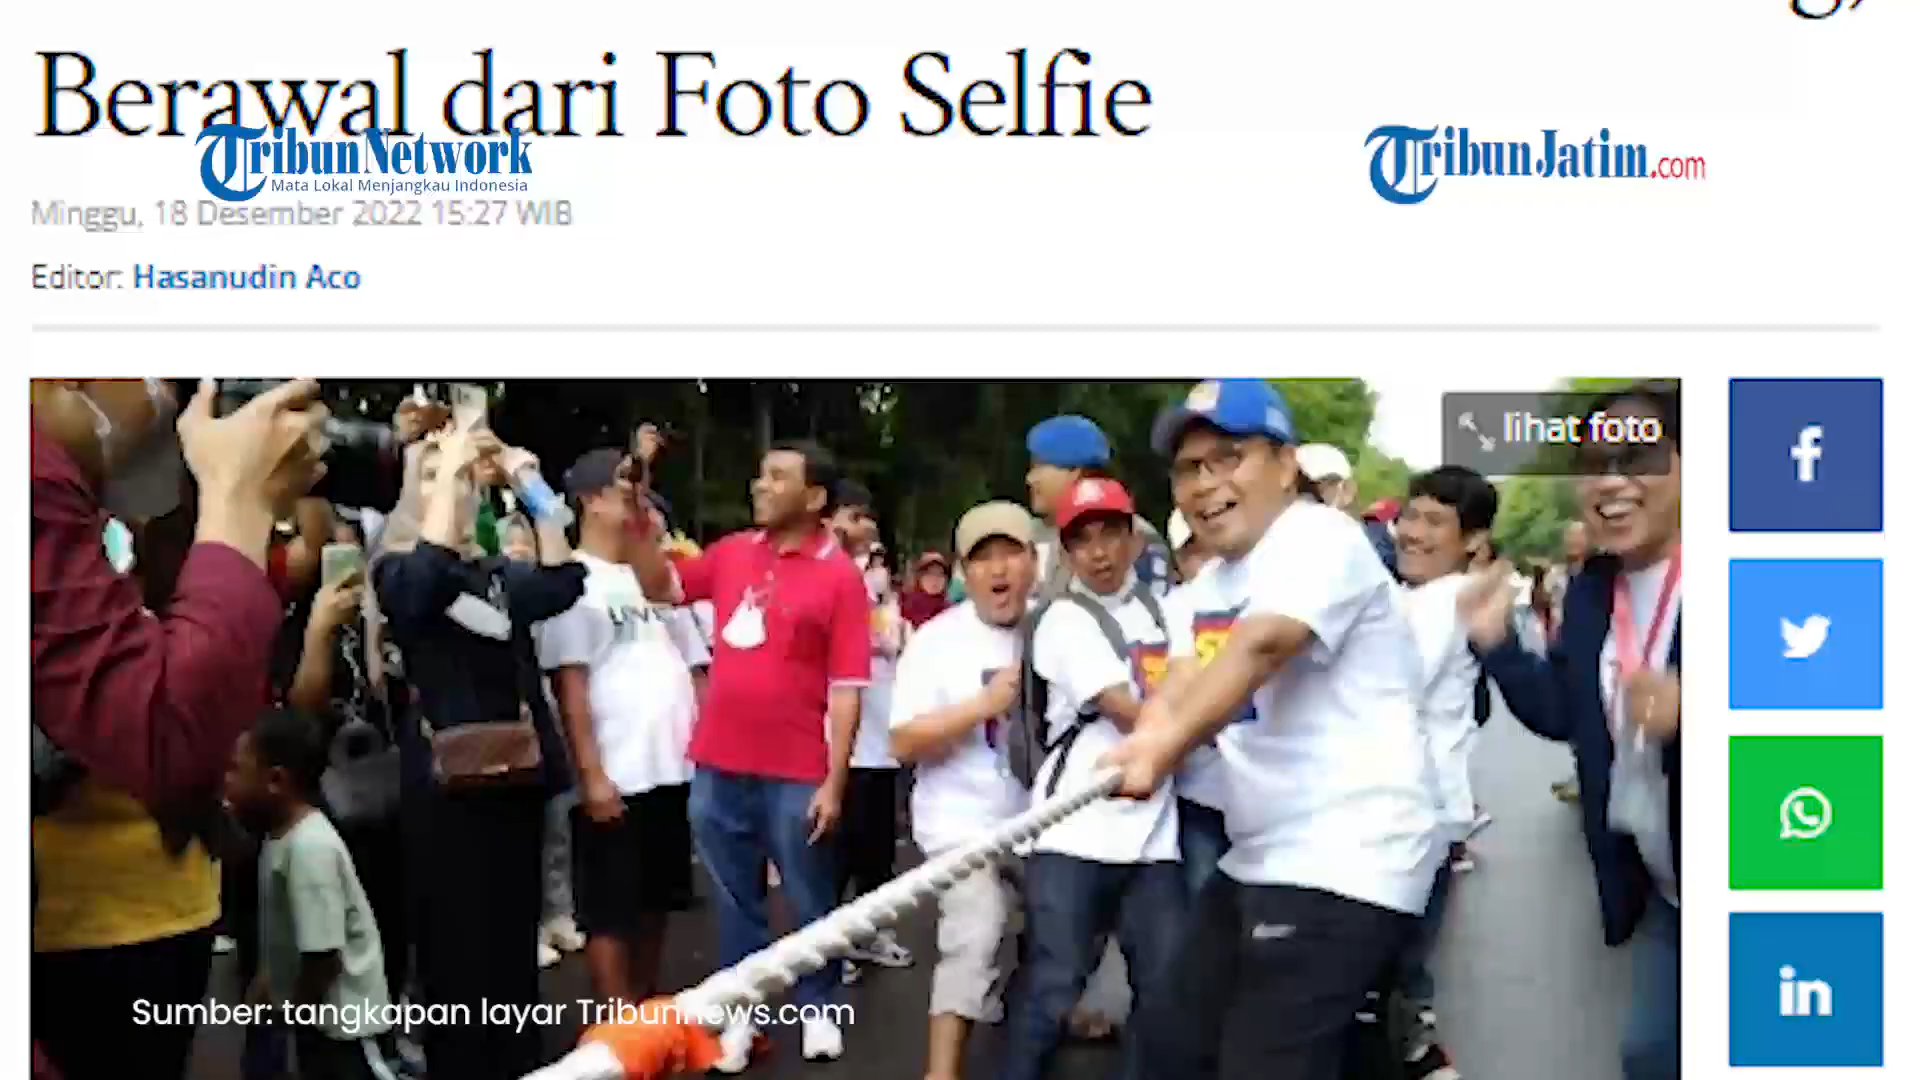 Berawal dari Foto Selfie
TribunNetwork
Mata Lokal Menjangkau Indonesia
TribunJatim.com
Minggu, 18 Desember 2022 15:27 WIB
Editor: Hasanudin Aco
lihat foto
Sumber: tangkapan layar Tribunnews.com